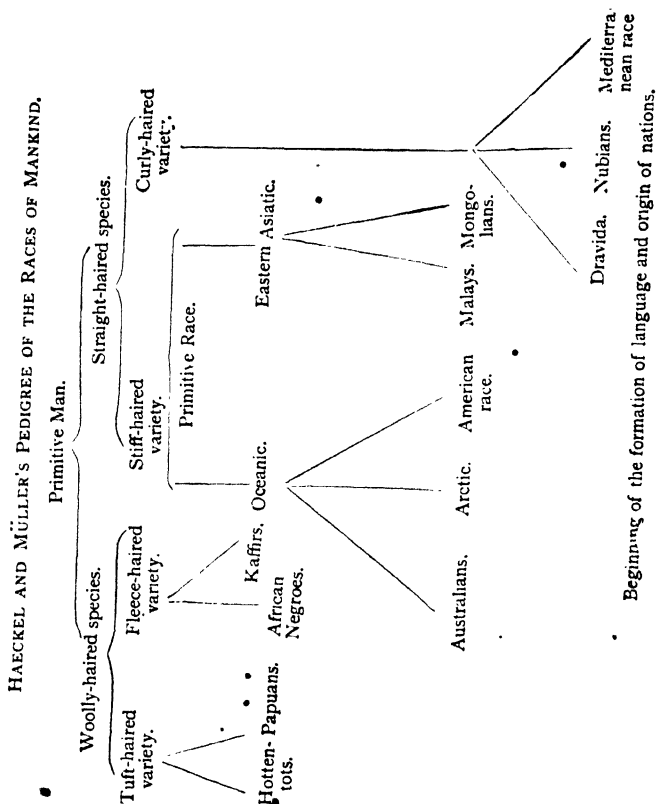 HAECKEL AND MÜLLER'S PEDIGREE OF THE RACES OF MANKIND.
Primitive Man.
Woolly-haired species.
Straight-haired species.
Tuft-haired
variety.
Fleece-haired
variety.
Stiff-haired
variety.
Curly-haired
variety.
Primitive Race.
Hotten-
tots.
Papuans.
African
Negroes.
Kaffirs.
Oceanic.
Eastern Asiatic.
Australians.
Arctic.
American
race.
Malays.
Mongo-
lians.
Dravida.
Nubians.
Mediterra
nean race
Beginning of the formation of language and origin of nations.